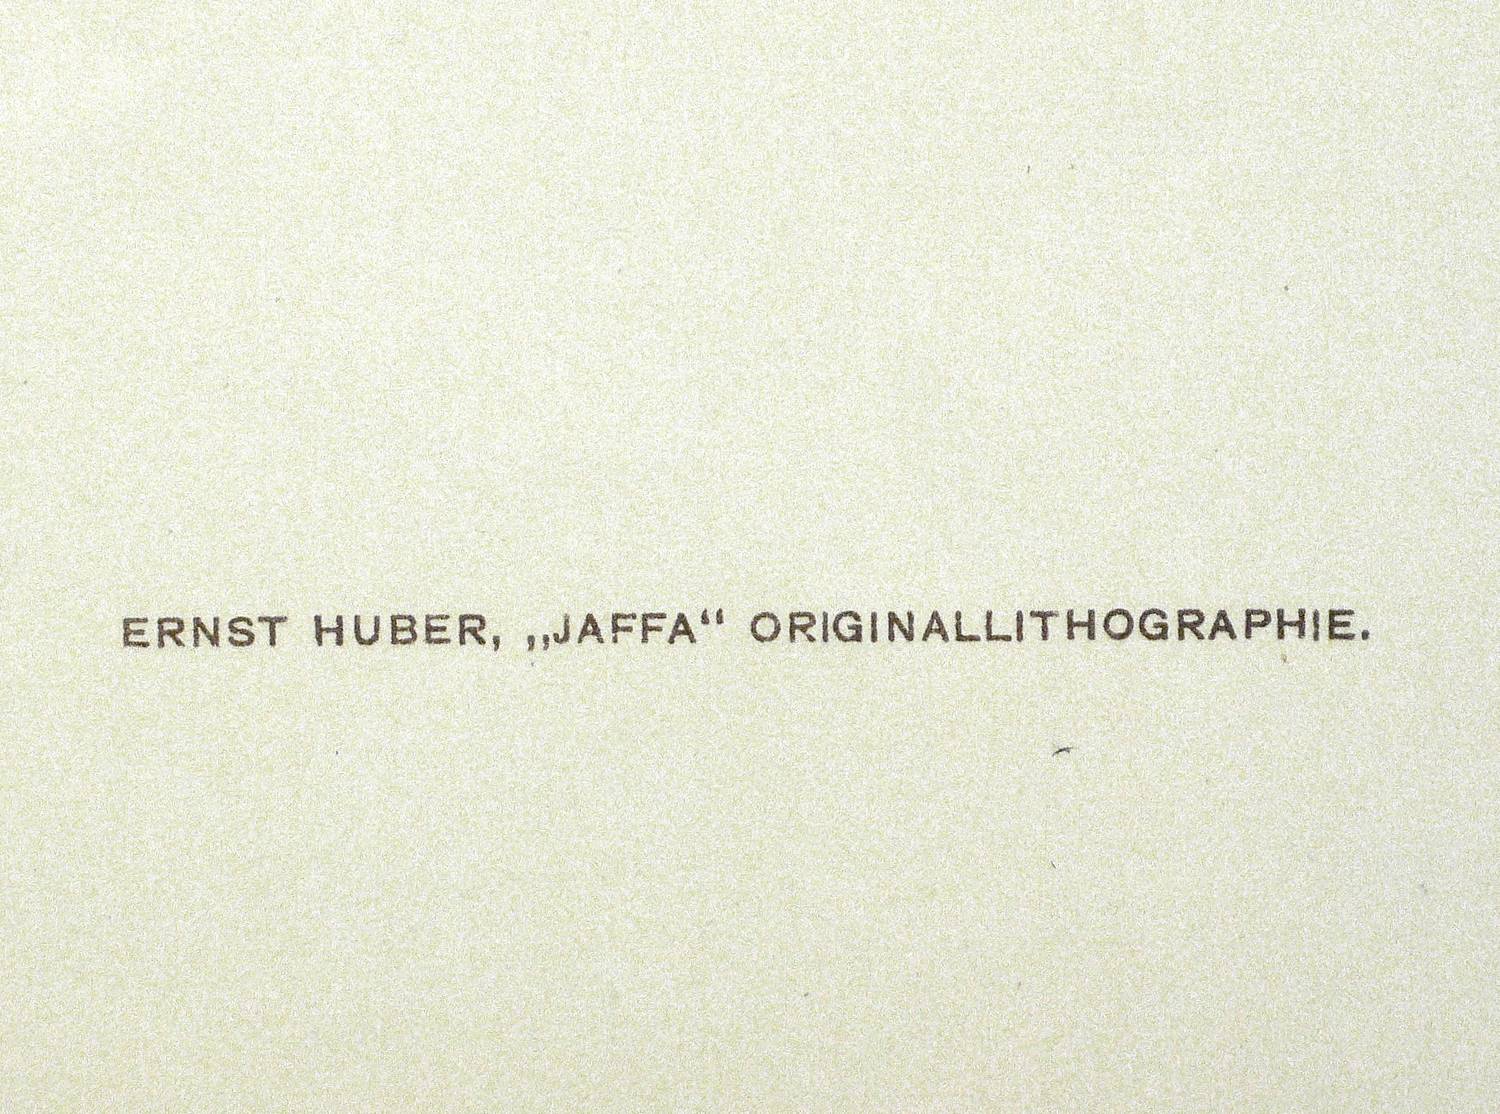 ERNST HUBER, „JAFFA“ ORIGINALLITHOGRAPHIE.